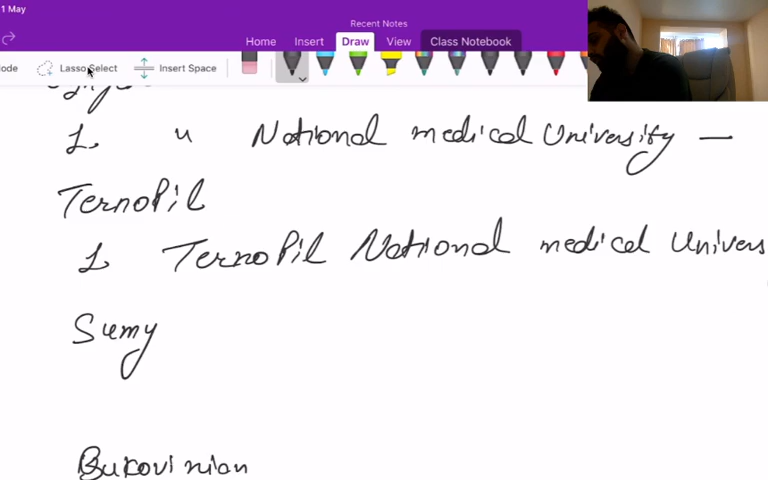 1 May
Recent Notes
Home Insert Draw View Class Notebook
ode Lasso Select Insert Space
1 " National medical University —
Ternopil
1 Ternopil National medical Univers
Sumy
Bukovinian